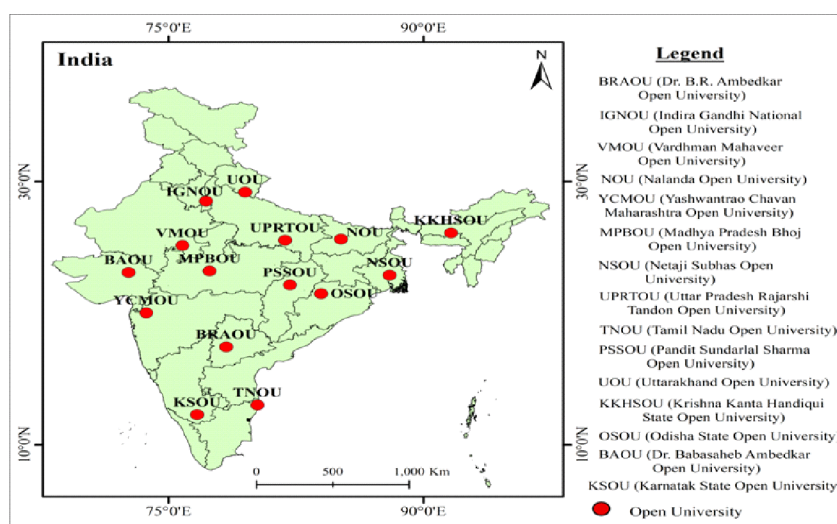 75°0'E 90°0'E
India
N
30°N
10°N
UOU
IGNOU
KKHSOU
UPRTOU
NOU
VMOU
BAOU
MPBOU
PSSOU
NSOU
OSOU
YCMOU
BRAOU
TNOU
KSOU
0 500 1,000 Km
30°N
10°N
75°0'E 90°0'E
Legend
BRAOU (Dr. B.R. Ambedkar
Open University)
IGNOU (Indira Gandhi National
Open University)
VMOU (Vardhman Mahaveer
Open University)
NOU (Nalanda Open University)
YCMOU (Yashwantrao Chavan
Maharashtra Open University)
MPBOU (Madhya Pradesh Bhoj
Open University)
NSOU (Netaji Subhas Open
University)
UPRTOU (Uttar Pradesh Rajarshi
Tandon Open University)
TNOU (Tamil Nadu Open University)
PSSOU (Pandit Sundarlal Sharma
Open University)
UOU (Uttarakhand Open University)
KKHSOU (Krishna Kanta Handiqui
State Open University)
OSOU (Odisha State Open University
BAOU (Dr. Babasaheb Ambedkar
Open University)
KSOU (Karnatak State Open University
Open University